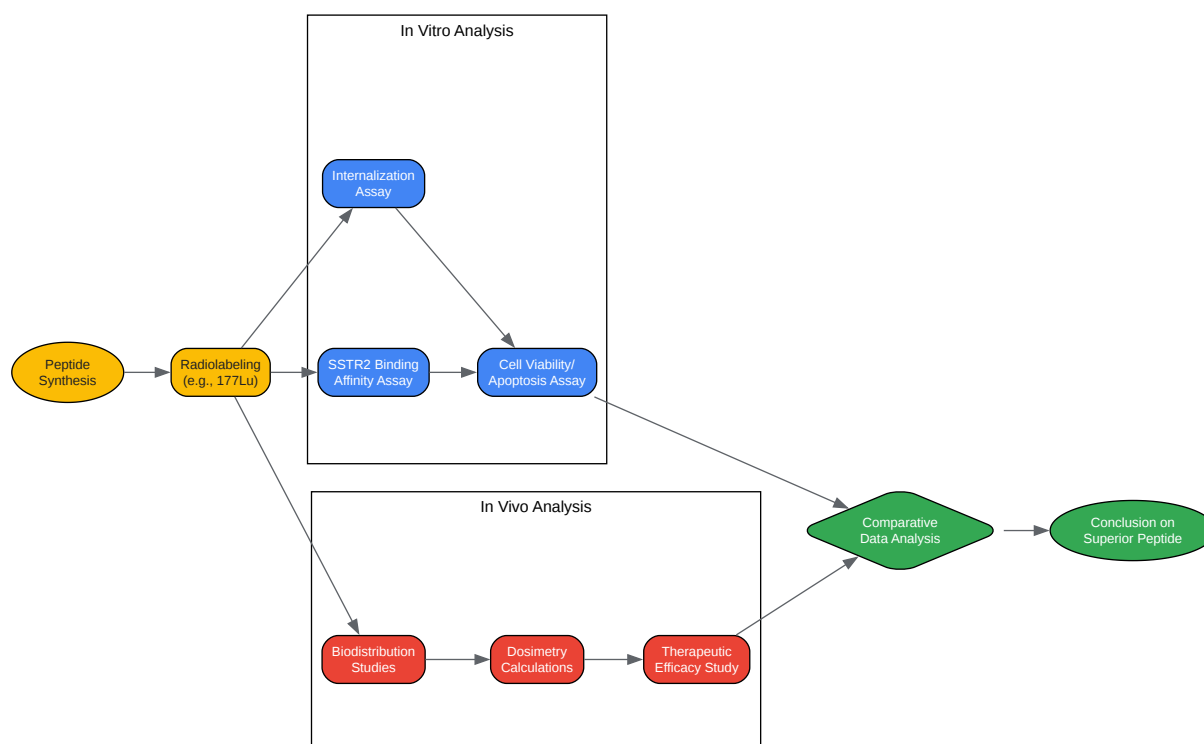 In Vitro Analysis
Internalization
Assay
Peptide
Synthesis
Radiolabeling
(e.g., 177Lu)
SSTR2 Binding
Affinity Assay
Cell Viability/
Apoptosis Assay
In Vivo Analysis
Comparative
Data Analysis
Conclusion on
Superior Peptide
Biodistribution
Studies
Dosimetry
Calculations
Therapeutic
Efficacy Study